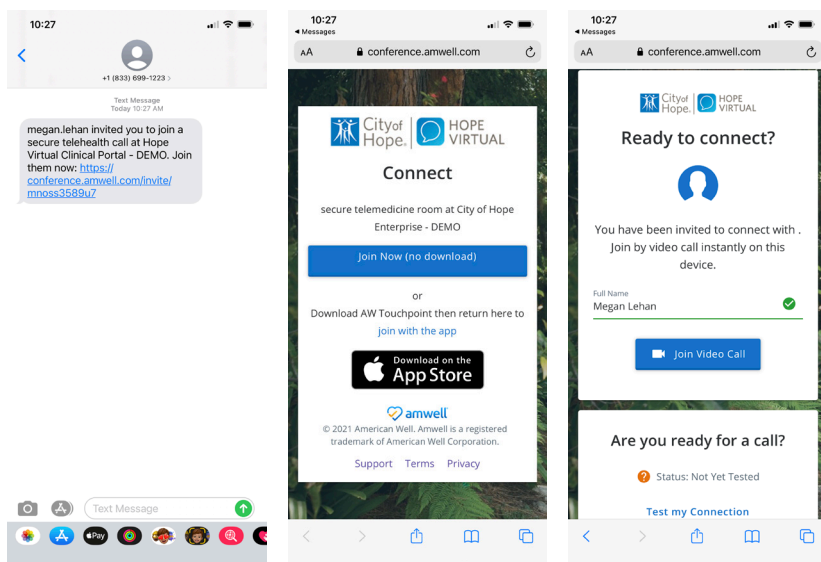 10:27
+1 (833) 699-1223 >
Text Message
Today 10:27 AM
megan.lehan invited you to join a
secure telehealth call at Hope
Virtual Clinical Portal - DEMO. Join
them now: https://
conference.amwell.com/invite/
mnoss3589u7
Text Message
Pay
10:27
◀ Messages
AA conference.amwell.com
City of
Hope.
HOPE
VIRTUAL
Connect
secure telemedicine room at City of Hope
Enterprise - DEMO
Join Now (no download)
or
Download AW Touchpoint then return here to
join with the app
Download on the
App Store
amwell
© 2021 American Well. Amwell is a registered
trademark of American Well Corporation.
Support Terms Privacy
10:27
◀ Messages
AA conference.amwell.com
City of
Hope.
HOPE
VIRTUAL
Ready to connect?
You have been invited to connect with .
Join by video call instantly on this
device.
Full Name
Megan Lehan
Join Video Call
Are you ready for a call?
? Status: Not Yet Tested
Test my Connection